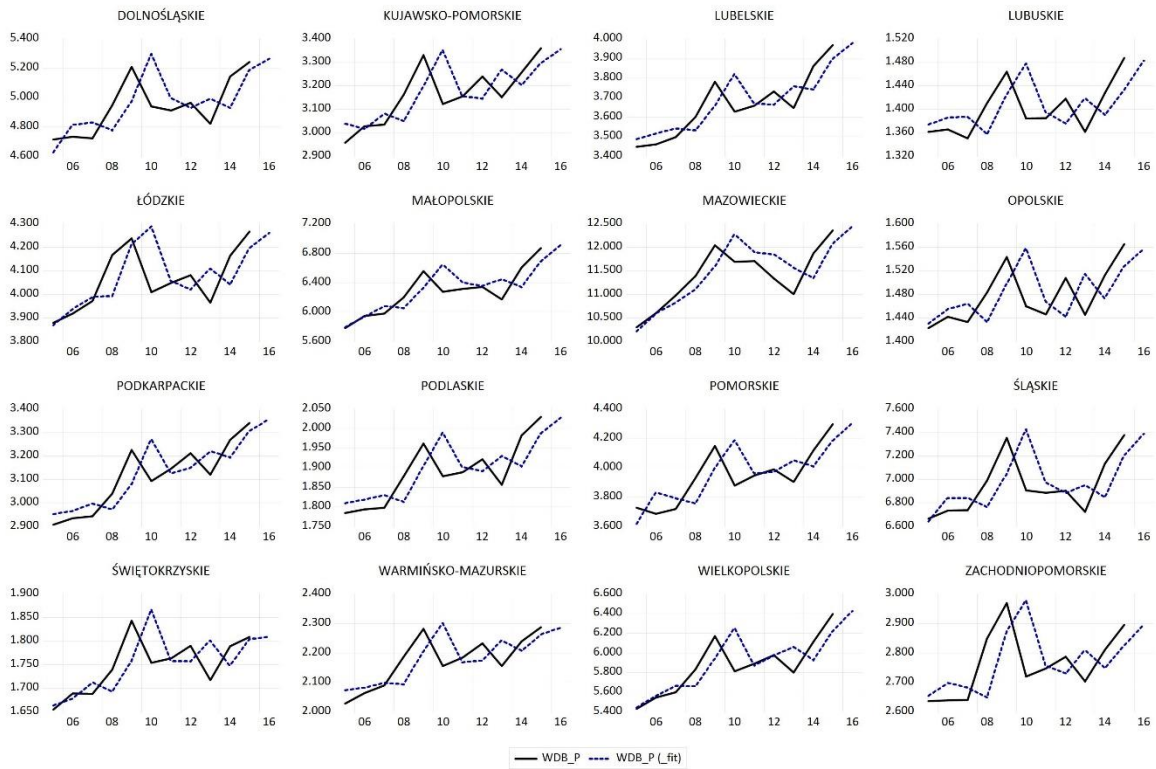 DOLNOŚLĄSKIE KUJAWSKO-POMORSKIE LUBELSKIE LUBUSKIE
5.400 3.400 4.000 1.520
5.200 3.300 3.900 1.480
5.000 3.200 3.800 1.440
4.800 3.100 3.700 1.400
4.600 3.000 3.600 1.360
2.900 3.500 1.320
3.400
06 08 10 12 14 16 06 08 10 12 14 16 06 08 10 12 14 16 06 08 10 12 14 16
ŁÓDZKIE MAŁOPOLSKIE MAZOWIECKIE OPOLSKIE
4.300 7.200 12.500 1.600
4.200 6.800 12.000 1.560
4.100 6.400 11.500 1.520
4.000 6.000 11.000 1.480
3.900 5.600 10.500 1.440
3.800 10.000 1.400
06 08 10 12 14 16 06 08 10 12 14 16 06 08 10 12 14 16 06 08 10 12 14 16
PODKARPACKIE PODLASKIE POMORSKIE ŚLĄSKIE
3.400 2.050 4.400 7.600
3.300 2.000 4.200 7.400
3.200 1.950 4.000 7.200
3.100 1.900 3.800 7.000
3.000 1.850 3.600 6.800
2.900 1.800 6.600
1.750
06 08 10 12 14 16 06 08 10 12 14 16 06 08 10 12 14 16 06 08 10 12 14 16
ŚWIĘTOKRZYSKIE WARMIŃSKO-MAZURSKIE WIELKOPOLSKIE ZACHODNIOPOMORSKIE
1.900 2.400 6.600 3.000
1.850 2.300 6.400 2.900
1.800 2.200 6.200 2.800
1.750 2.100 6.000 2.700
1.700 2.000 5.800 2.600
1.650 5.600
5.400
06 08 10 12 14 16 06 08 10 12 14 16 06 08 10 12 14 16 06 08 10 12 14 16
WDB_P WDB_P (_fit)